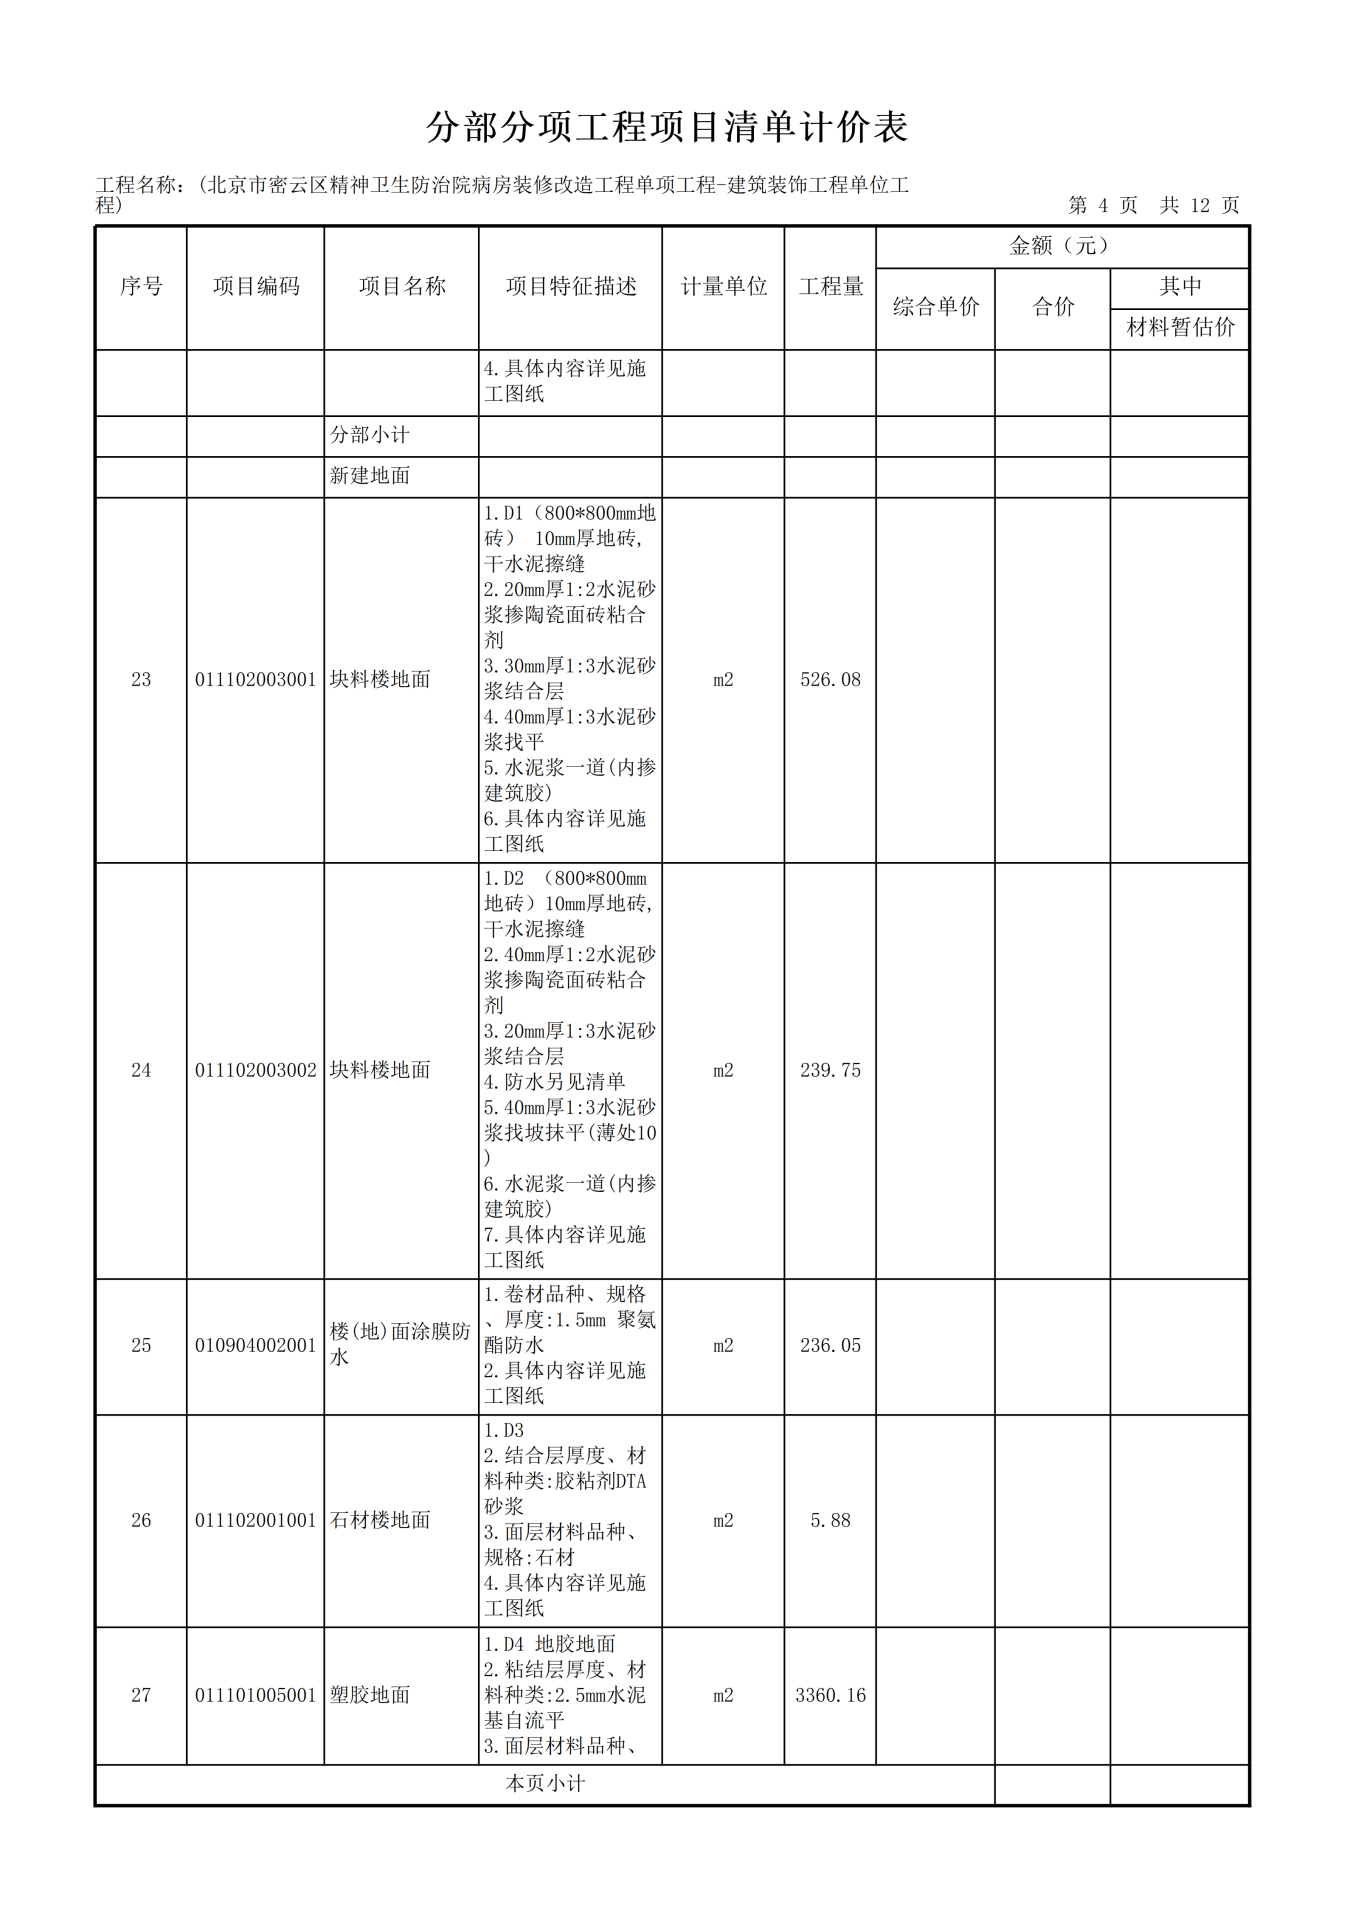 分部分项工程项目清单计价表
工程名称：(北京市密云区精神卫生防治院病房装修改造工程单项工程-建筑装饰工程单位工
程)
第 4 页 共 12 页
序号 项目编码 项目名称 项目特征描述 计量单位 工程量 金额（元）
综合单价 合价 其中
材料暂估价
4.具体内容详见施
工图纸
分部小计
新建地面
23 011102003001 块料楼地面
1.D1（800*800mm地
砖） 10mm厚地砖,
干水泥擦缝
2.20mm厚1:2水泥砂
浆掺陶瓷面砖粘合
剂
3.30mm厚1:3水泥砂
浆结合层
4.40mm厚1:3水泥砂
浆找平
5.水泥浆一道(内掺
建筑胶)
6.具体内容详见施
工图纸
m2 526.08
24 011102003002 块料楼地面
1.D2 （800*800mm
地砖）10mm厚地砖,
干水泥擦缝
2.40mm厚1:2水泥砂
浆掺陶瓷面砖粘合
剂
3.20mm厚1:3水泥砂
浆结合层
4.防水另见清单
5.40mm厚1:3水泥砂
浆找坡抹平(薄处10
)
6.水泥浆一道(内掺
建筑胶)
7.具体内容详见施
工图纸
m2 239.75
25 010904002001
楼(地)面涂膜防
水
1.卷材品种、规格
、厚度:1.5mm 聚氨
酯防水
2.具体内容详见施
工图纸
m2 236.05
26 011102001001 石材楼地面
1.D3
2.结合层厚度、材
料种类:胶粘剂DTA
砂浆
3.面层材料品种、
规格:石材
4.具体内容详见施
工图纸
m2 5.88
27 011101005001 塑胶地面
1.D4 地胶地面
2.粘结层厚度、材
料种类:2.5mm水泥
基自流平
3.面层材料品种、
m2 3360.16
本页小计